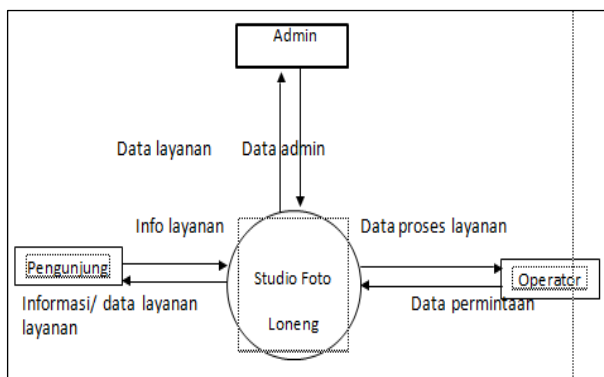 Admin
Data layanan
Data admin
Info layanan
Data proses layanan
Pengunjung
Studio Foto
Loneng
Operator
Informasi/ data layanan
layanan
Data permintaan